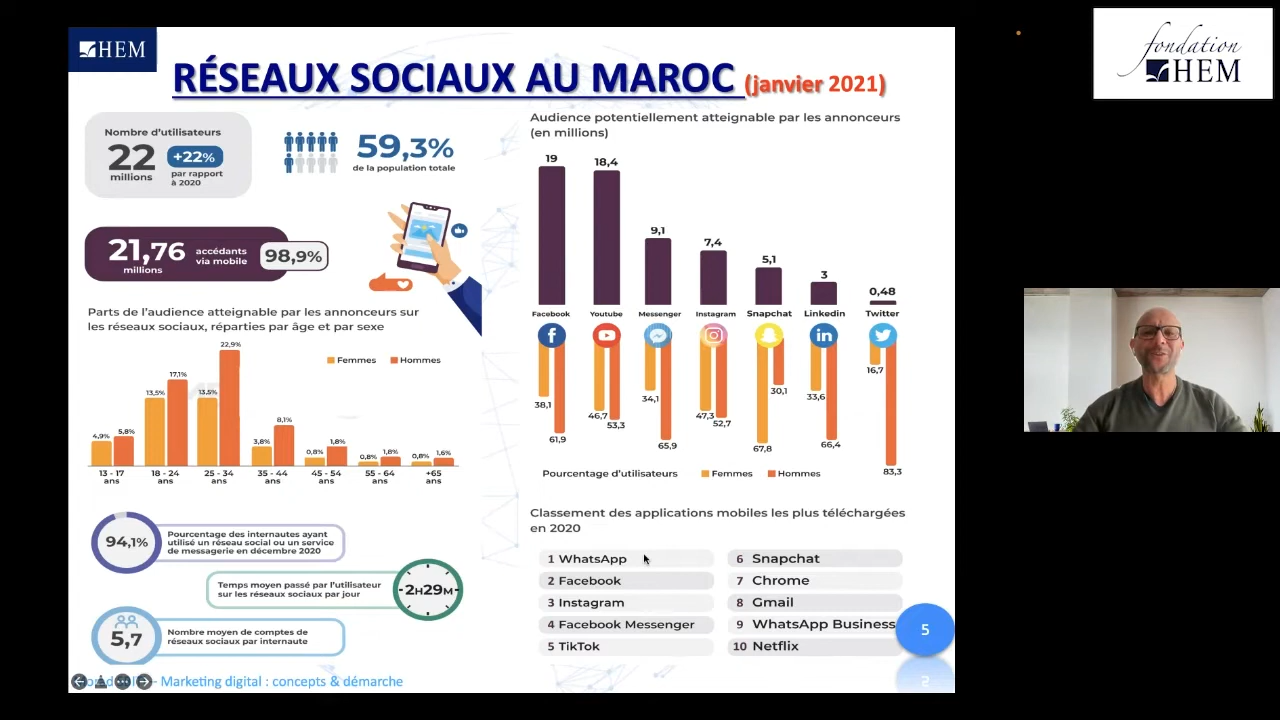 HEM
RÉSEAUX SOCIAUX AU MAROC (janvier 2021)
Nombre d'utilisateurs
22
millions
+22%
par rapport
à 2020
59,3%
de la population totale
21,76
millions
accédants
via mobile
98,9%
Parts de l'audience atteignable par les annonceurs sur
les réseaux sociaux, réparties par âge et par sexe
Femmes Hommes
4,9% 5,8% 13,5% 17,1% 13,5% 22,9% 3,8% 8,1% 0,8% 1,8% 0,8% 1,8% 0,8% 1,6%
13 - 17 18 - 24 25 - 34 35 - 44 45 - 54 55 - 64 +65
ans ans ans ans ans ans ans
94,1%
Pourcentage des internautes ayant
utilisé un réseau social ou un service
de messagerie en décembre 2020
Temps moyen passé par l'utilisateur
sur les réseaux sociaux par jour
2H29M
5,7
Nombre moyen de comptes de
réseaux sociaux par internaute
Audience potentiellement atteignable par les annonceurs
(en millions)
19 18,4 9,1 7,4 5,1 3 0,48
Facebook Youtube Messenger Instagram Snapchat Linkedin Twitter
38,1 61,9 46,7 53,3 34,1 65,9 47,3 52,7 67,8 30,1 33,6 66,4 16,7 83,3
Pourcentage d'utilisateurs Femmes Hommes
Classement des applications mobiles les plus téléchargées
en 2020
1 WhatsApp
2 Facebook
3 Instagram
4 Facebook Messenger
5 TikTok
6 Snapchat
7 Chrome
8 Gmail
9 WhatsApp Business
10 Netflix
5
- Marketing digital : concepts & démarche
fondation
HEM